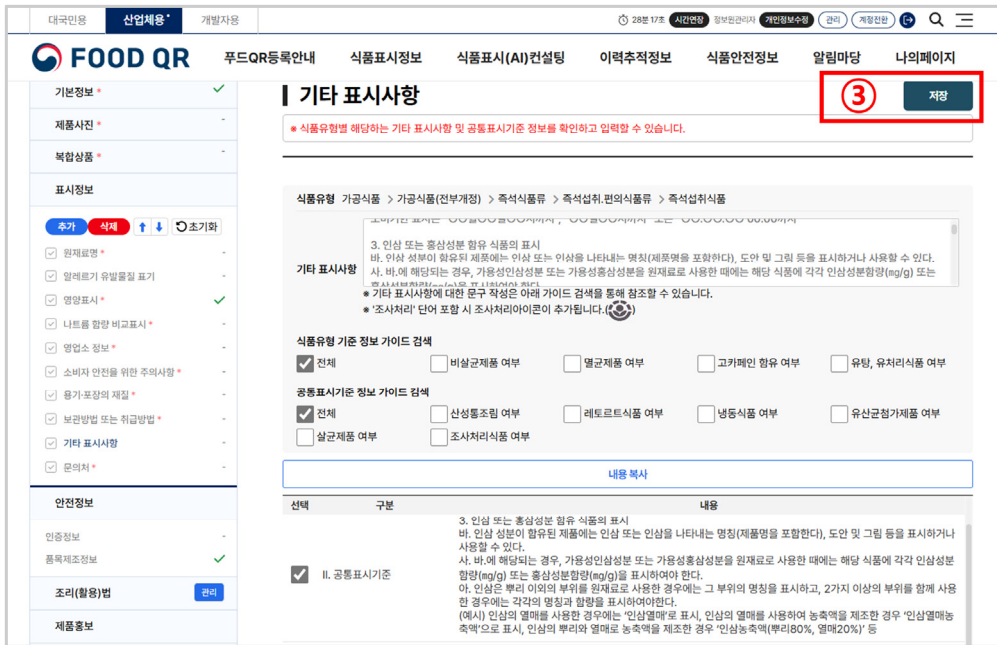 대국민용 산업체용 개발자용
28분 17초 시간연장 정보원관리자 개인정보수정 관리 계정전환
FOOD QR 푸드QR등록안내 식품표시정보 식품표시(AI)컨설팅 이력추적정보 식품안전정보 알림마당 나의페이지
기본정보 *
제품사진 * -
복합상품 * -
표시정보
추가 삭제 초기화
원재료명 * -
알레르기 유발물질 표기
영양표시 *
나트륨 함량 비교표시 * -
영업소 정보 * -
소비자 안전을 위한 주의사항 * -
용기·포장의 재질 * -
보관방법 또는 취급방법 * -
기타 표시사항 -
문의처 * -
안전정보
인증정보 -
품목제조정보
조리(활용)법 관리
제품홍보
기타 표시사항
③ 저장
※ 식품유형별 해당하는 기타 표시사항 및 공통표시기준 정보를 확인하고 입력할 수 있습니다.
식품유형 가공식품 > 가공식품(전부개정) > 즉석식품류 > 즉석섭취.편의식품류 > 즉석섭취식품
기타 표시사항
3. 인삼 또는 홍삼성분 함유 식품의 표시
바. 인삼 성분이 함유된 제품에는 인삼 또는 인삼을 나타내는 명칭(제품명을 포함한다), 도안 및 그림 등을 표시하거나 사용할 수 있다.
사. 바.에 해당되는 경우, 가용성인삼성분 또는 가용성홍삼성분을 원재료로 사용한 때에는 해당 식품에 각각 인삼성분함량(mg/g) 또는
홍삼성분함량(mg/g)을 표시하여야 한다
※ 기타 표시사항에 대한 문구 작성은 아래 가이드 검색을 통해 참조할 수 있습니다.
※ '조사처리' 단어 포함 시 조사처리아이콘이 추가됩니다.( )
식품유형 기준 정보 가이드 검색
전체 비살균제품 여부 멸균제품 여부 고카페인 함유 여부 유탕, 유처리식품 여부
공통표시기준 정보 가이드 검색
전체 산성통조림 여부 레토르트식품 여부 냉동식품 여부 유산균첨가제품 여부
살균제품 여부 조사처리식품 여부
내용 복사
선택 구분 내용
3. 인삼 또는 홍삼성분 함유 식품의 표시
바. 인삼 성분이 함유된 제품에는 인삼 또는 인삼을 나타내는 명칭(제품명을 포함한다), 도안 및 그림 등을 표시하거나
사용할 수 있다.
사. 바.에 해당되는 경우, 가용성인삼성분 또는 가용성홍삼성분을 원재료로 사용한 때에는 해당 식품에 각각 인삼성분
II. 공통표시기준 함량(mg/g) 또는 홍삼성분함량(mg/g)을 표시하여야 한다.
아. 인삼은 뿌리 이외의 부위를 원재료로 사용한 경우에는 그 부위의 명칭을 표시하고, 2가지 이상의 부위를 함께 사용
한 경우에는 각각의 명칭과 함량을 표시하여야한다.
(예시) 인삼의 열매를 사용한 경우에는 '인삼열매'로 표시, 인삼의 열매를 사용하여 농축액을 제조한 경우 '인삼열매농
축액'으로 표시, 인삼의 뿌리와 열매로 농축액을 제조한 경우 '인삼농축액(뿌리80%, 열매20%)' 등